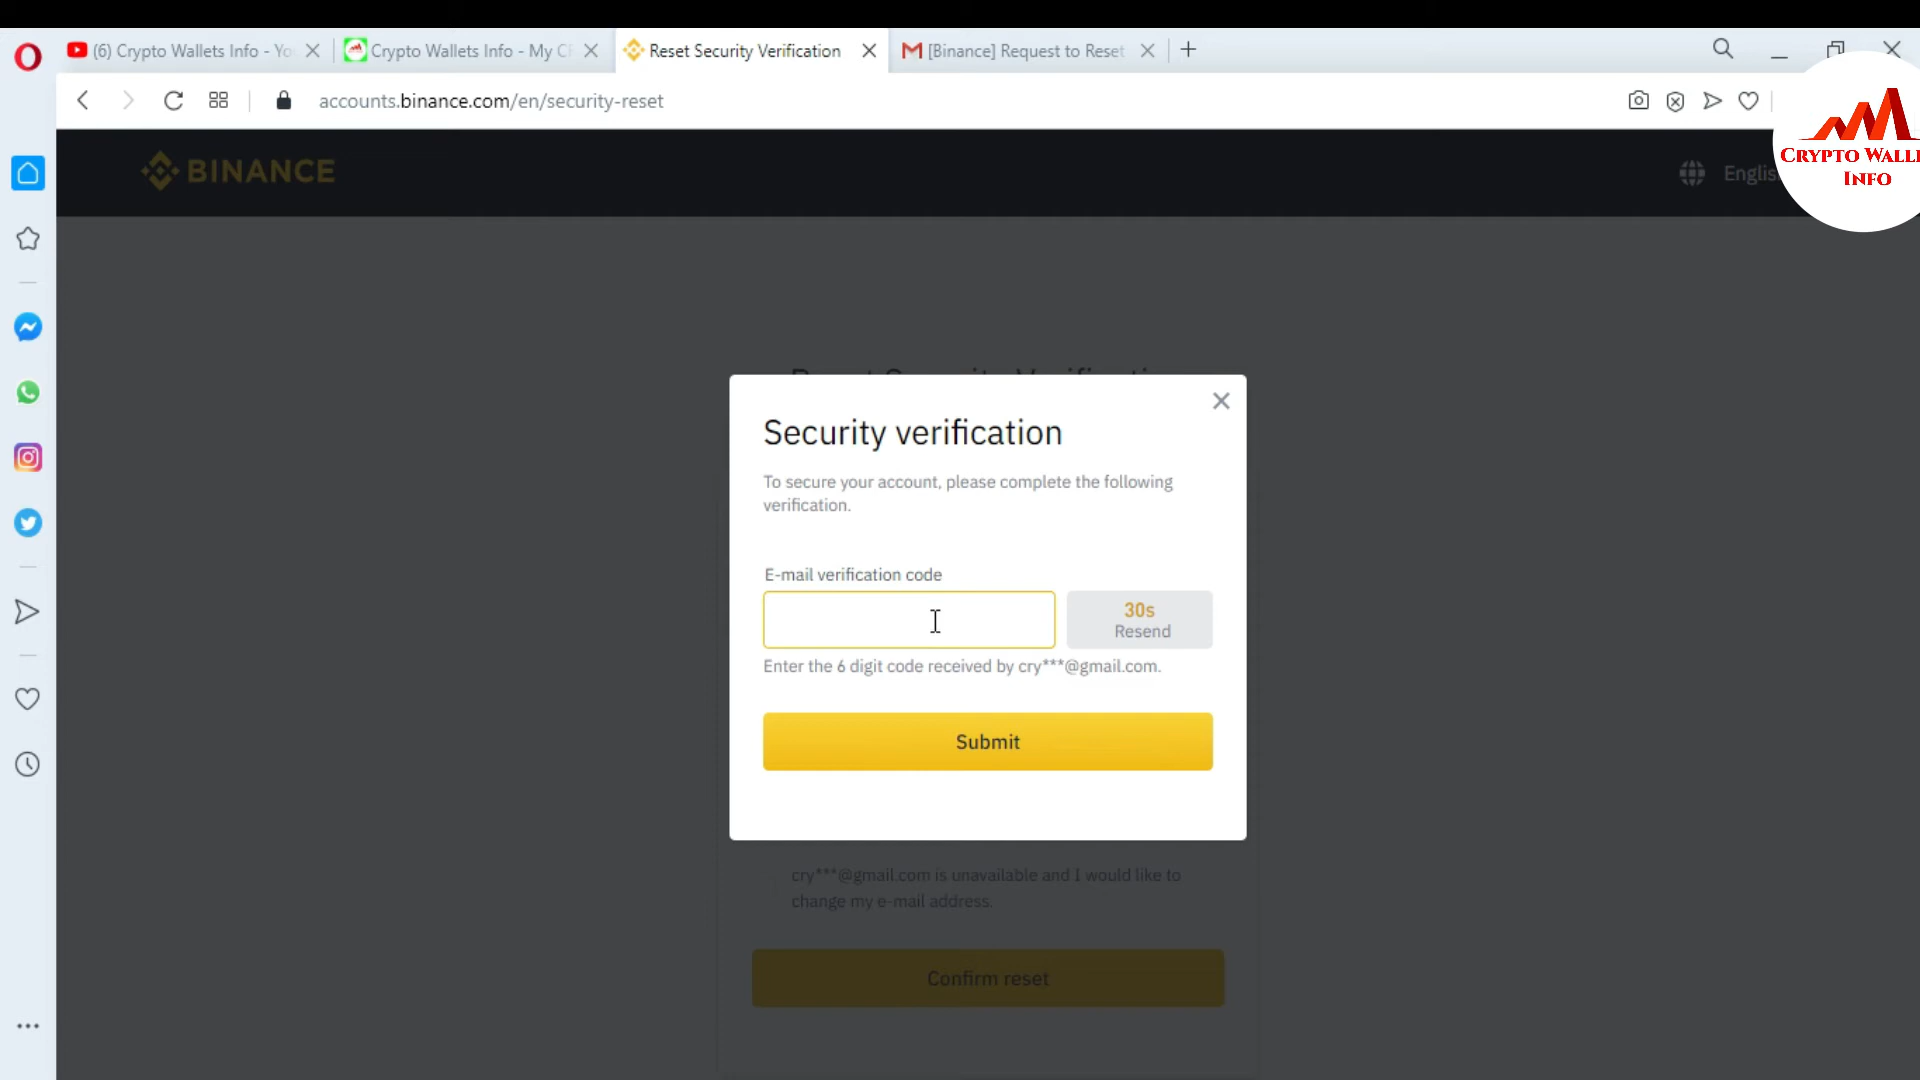 (6) Crypto Wallets Info - Yo
Crypto Wallets Info - My C
Reset Security Verification
[Binance] Request to Reset
accounts.binance.com/en/security-reset
CRYPTO WALLE
INFO
BINANCE
Englis
Security verification
To secure your account, please complete the following
verification.
E-mail verification code
30s
Resend
Enter the 6 digit code received by cry***@gmail.com.
Submit
cry***@gmail.com is unavailable and I would like to
change my e-mail address.
Confirm reset